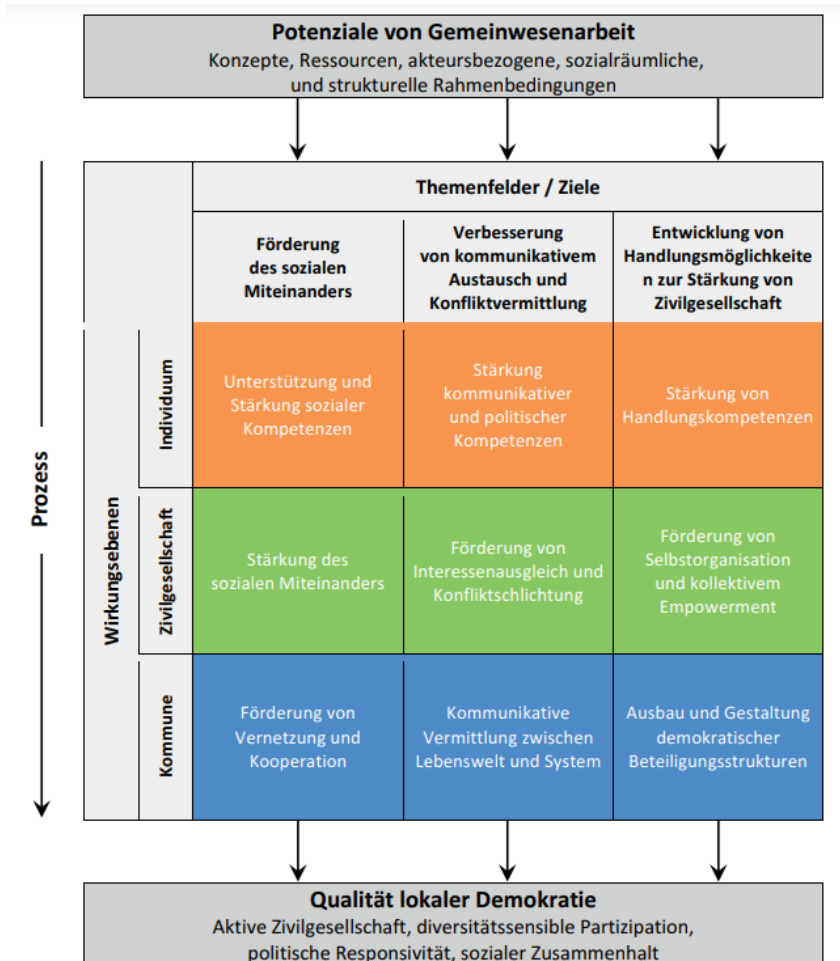 Potenziale von Gemeinwesenarbeit
Konzepte, Ressourcen, akteursbezogene, sozialräumliche,
und strukturelle Rahmenbedingungen
Prozess
Themenfelder / Ziele
Förderung
des sozialen
Miteinanders
Verbesserung
von kommunikativem
Austausch und
Konfliktvermittlung
Entwicklung von
Handlungsmöglichkeite
n zur Stärkung von
Zivilgesellschaft
Wirkungsebenen
Individuum
Unterstützung und
Stärkung sozialer
Kompetenzen
Stärkung
kommunikativer
und politischer
Kompetenzen
Stärkung von
Handlungskompetenzen
Zivilgesellschaft
Stärkung des
sozialen Miteinanders
Förderung von
Interessenausgleich und
Konfliktschlichtung
Förderung von
Selbstorganisation
und kollektivem
Empowerment
Kommune
Förderung von
Vernetzung und
Kooperation
Kommunikative
Vermittlung zwischen
Lebenswelt und System
Ausbau und Gestaltung
demokratischer
Beteiligungsstrukturen
Qualität lokaler Demokratie
Aktive Zivilgesellschaft, diversitätssensible Partizipation,
politische Responsivität, sozialer Zusammenhalt